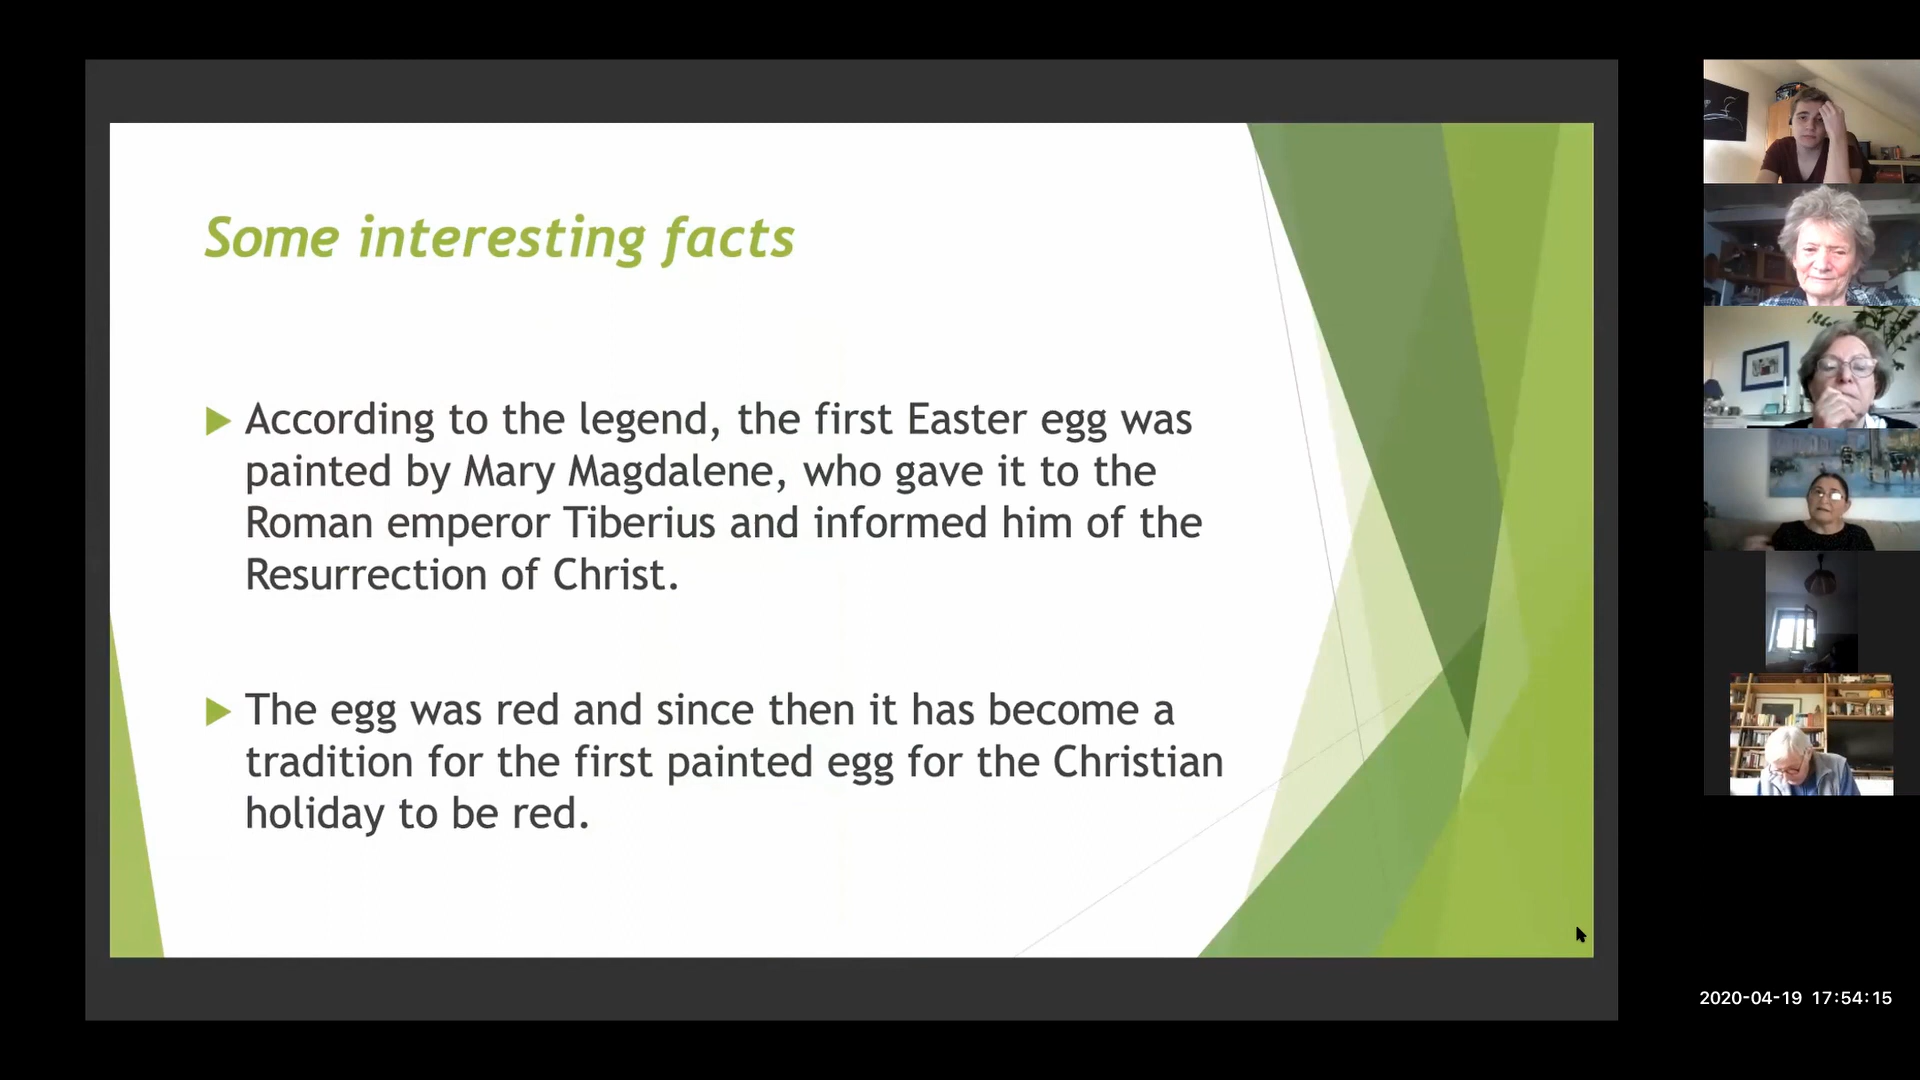 Some interesting facts
According to the legend, the first Easter egg was
painted by Mary Magdalene, who gave it to the
Roman emperor Tiberius and informed him of the
Resurrection of Christ.
The egg was red and since then it has become a
tradition for the first painted egg for the Christian
holiday to be red.
2020-04-19 17:54:15